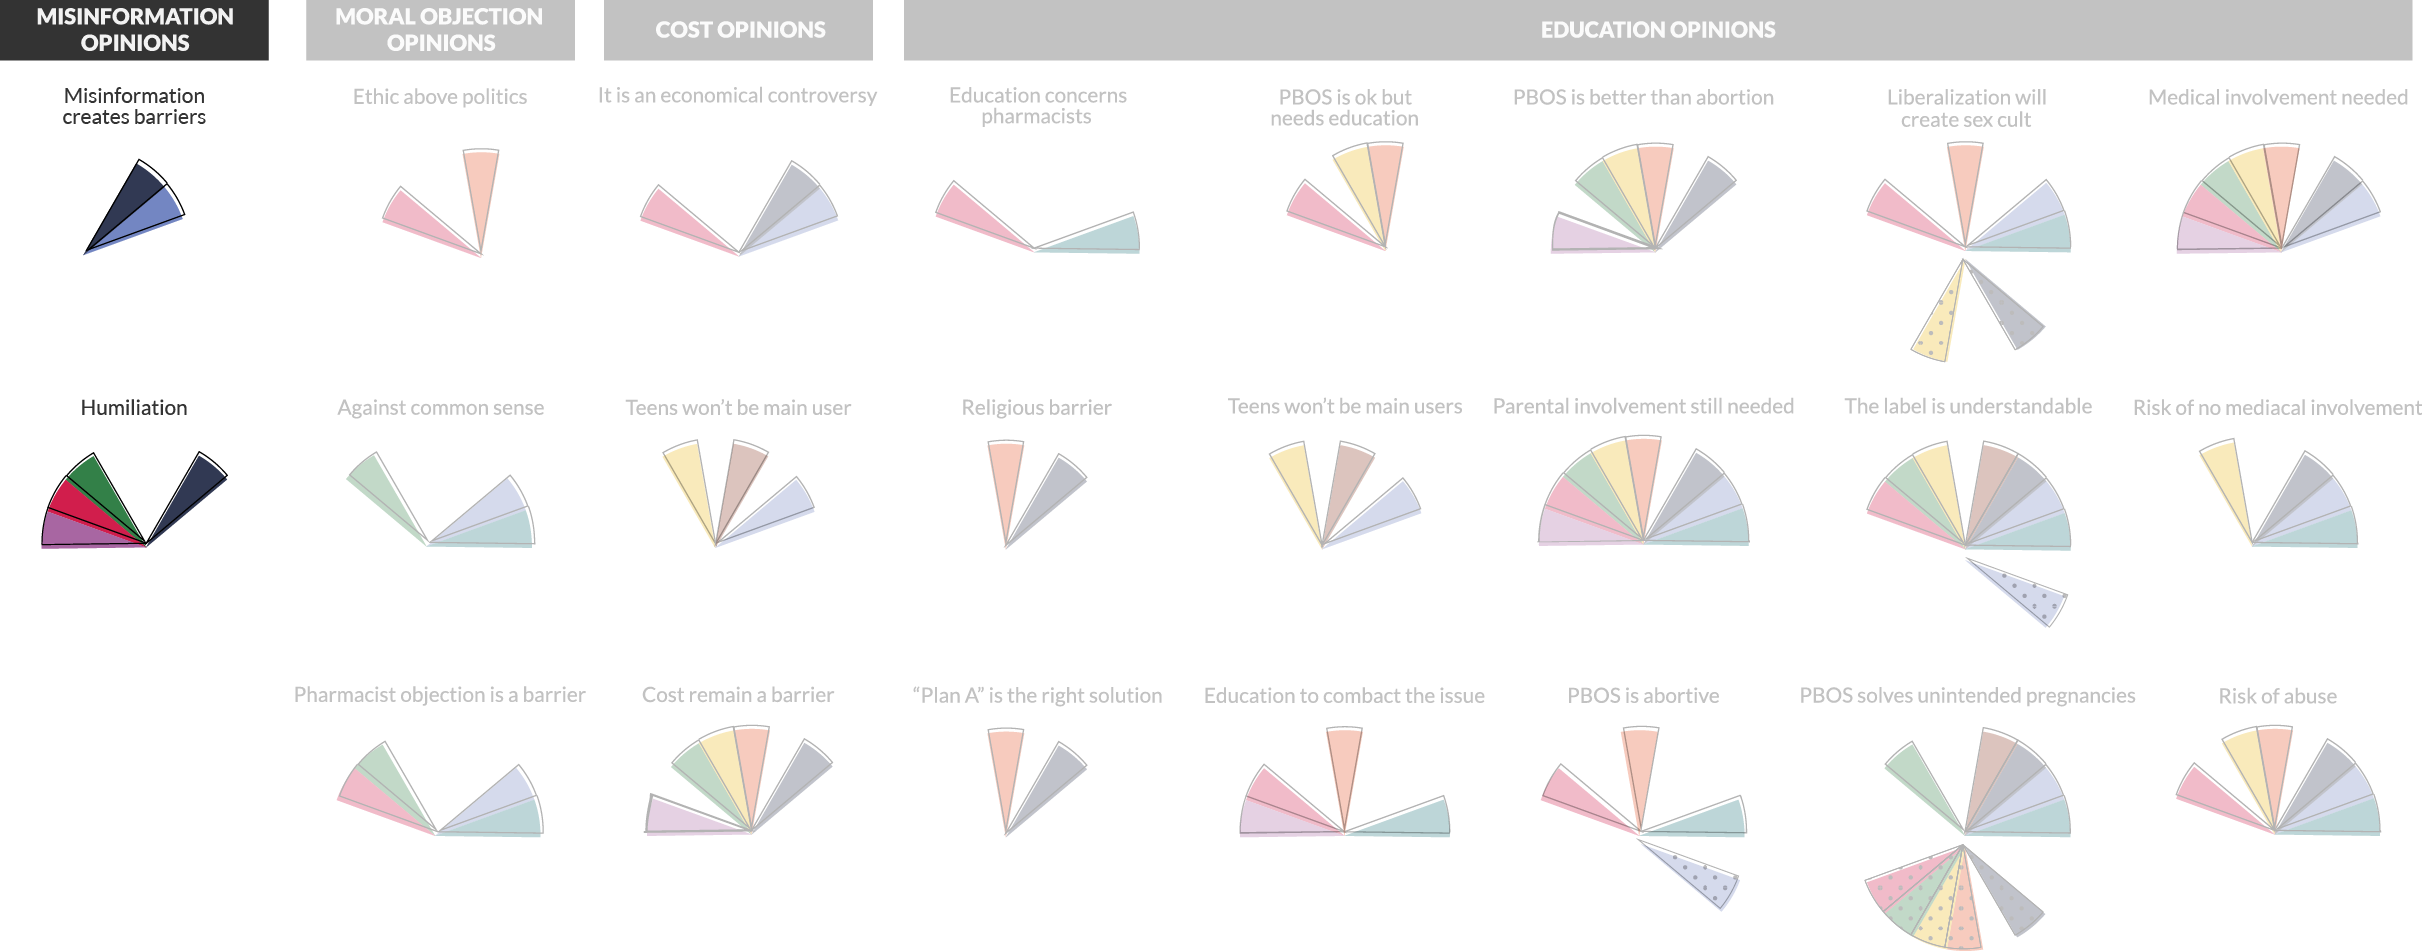 MISINFORMATION
OPINIONS
MORAL OBJECTION
OPINIONS
COST OPINIONS
EDUCATION OPINIONS
Misinformation
creates barriers
Ethic above politics
It is an economical controversy
Education concerns
pharmacists
PBOS is ok but
needs education
PBOS is better than abortion
Liberalization will
create sex cult
Medical involvement needed
Humiliation
Against common sense
Teens won't be main user
Religious barrier
Teens won't be main users
Parental involvement still needed
The label is understandable
Risk of no mediacal involvement
Pharmacist objection is a barrier
Cost remain a barrier
“Plan A” is the right solution
Education to combact the issue
PBOS is abortive
PBOS solves unintended pregnancies
Risk of abuse